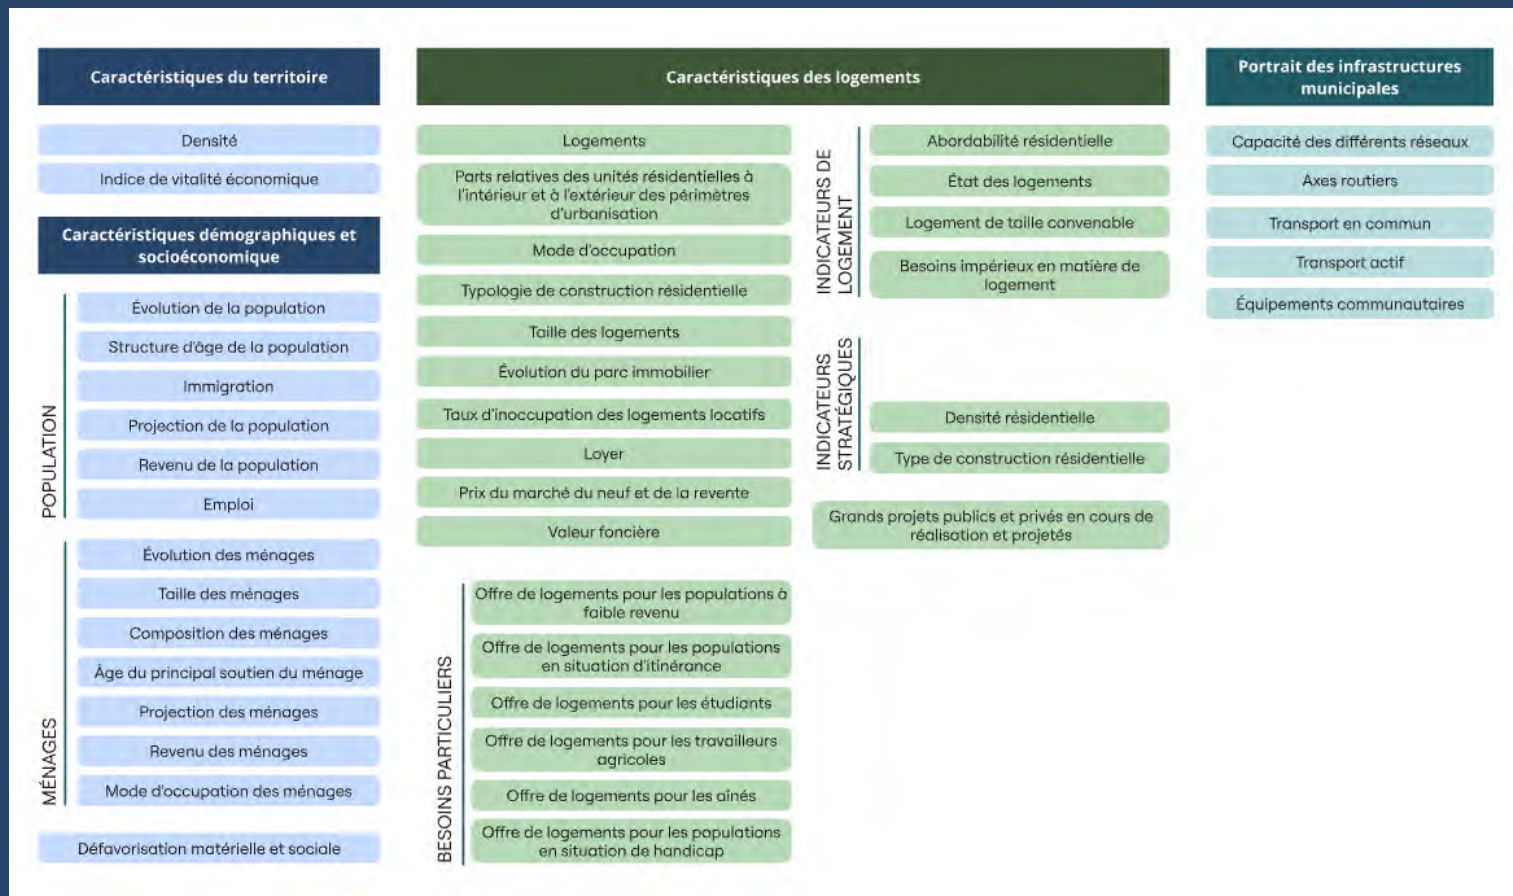 Caractéristiques du territoire
Densité
Indice de vitalité économique
Caractéristiques démographiques et
socioéconomique
POPULATION
Évolution de la population
Structure d'âge de la population
Immigration
Projection de la population
Revenu de la population
Emploi
MÉNAGES
Évolution des ménages
Taille des ménages
Composition des ménages
Âge du principal soutien du ménage
Projection des ménages
Revenu des ménages
Mode d'occupation des ménages
Défavorisation matérielle et sociale
Caractéristiques des logements
Logements
Parts relatives des unités résidentielles à
l'intérieur et à l'extérieur des périmètres
d'urbanisation
Mode d'occupation
Typologie de construction résidentielle
Taille des logements
Évolution du parc immobilier
Taux d'inoccupation des logements locatifs
Loyer
Prix du marché du neuf et de la revente
Valeur foncière
BESOINS PARTICULIERS
Offre de logements pour les populations à
faible revenu
Offre de logements pour les populations
en situation d'itinérance
Offre de logements pour les étudiants
Offre de logements pour les travailleurs
agricoles
Offre de logements pour les aînés
Offre de logements pour les populations
en situation de handicap
INDICATEURS DE
LOGEMENT
Abordabilité résidentielle
État des logements
Logement de taille convenable
Besoins impérieux en matière de
logement
INDICATEURS
STRATÉGIQUES
Densité résidentielle
Type de construction résidentielle
Grands projets publics et privés en cours de
réalisation et projetés
Portrait des infrastructures
municipales
Capacité des différents réseaux
Axes routiers
Transport en commun
Transport actif
Équipements communautaires